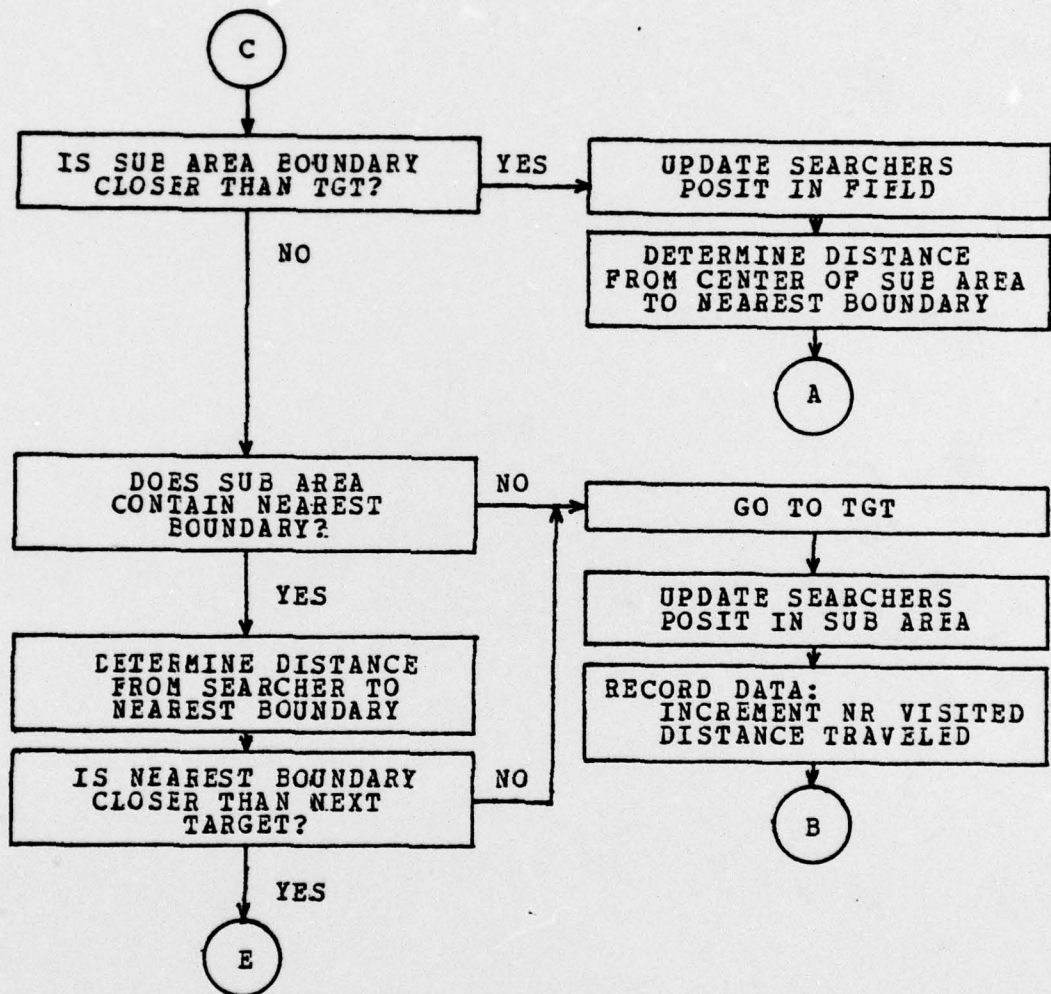 C
IS SUB AREA BOUNDARY
CLOSER THAN TGT?
YES
UPDATE SEARCHERS
POSIT IN FIELD
NO
DETERMINE DISTANCE
FROM CENTER OF SUB AREA
TO NEAREST BOUNDARY
A
DOES SUB AREA
CONTAIN NEAREST
BOUNDARY?
NO
GO TO TGT
YES
UPDATE SEARCHERS
POSIT IN SUB AREA
DETERMINE DISTANCE
FROM SEARCHER TO
NEAREST BOUNDARY
RECORD DATA:
INCREMENT NR VISITED
DISTANCE TRAVELED
IS NEAREST BOUNDARY
CLOSER THAN NEXT
TARGET?
NO
B
YES
E